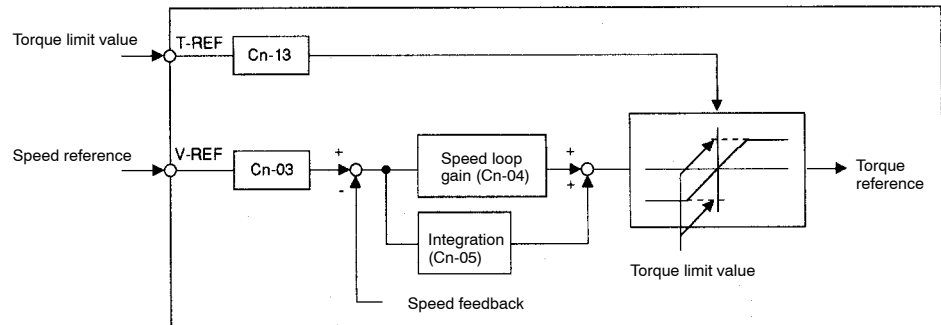 Torque limit value
T-REF
Cn-13
Speed reference
V-REF
Cn-03
+
-
Speed loop
gain (Cn-04)
+
+
Integration
(Cn-05)
Speed feedback
Torque
reference
Torque limit value